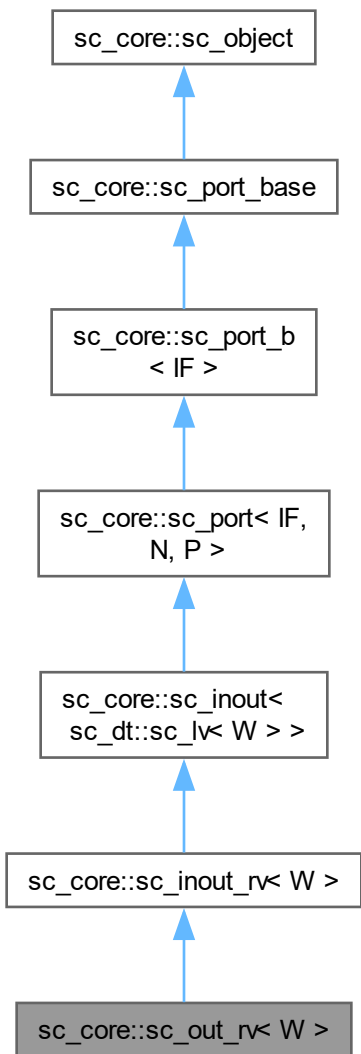 sc_core::sc_object
sc_core::sc_port_base
sc_core::sc_port_b
< IF >
sc_core::sc_port< IF,
N, P >
sc_core::sc_inout<
sc_dt::sc_lv< W > >
sc_core::sc_inout_rv< W >
sc_core::sc_out_rv< W >